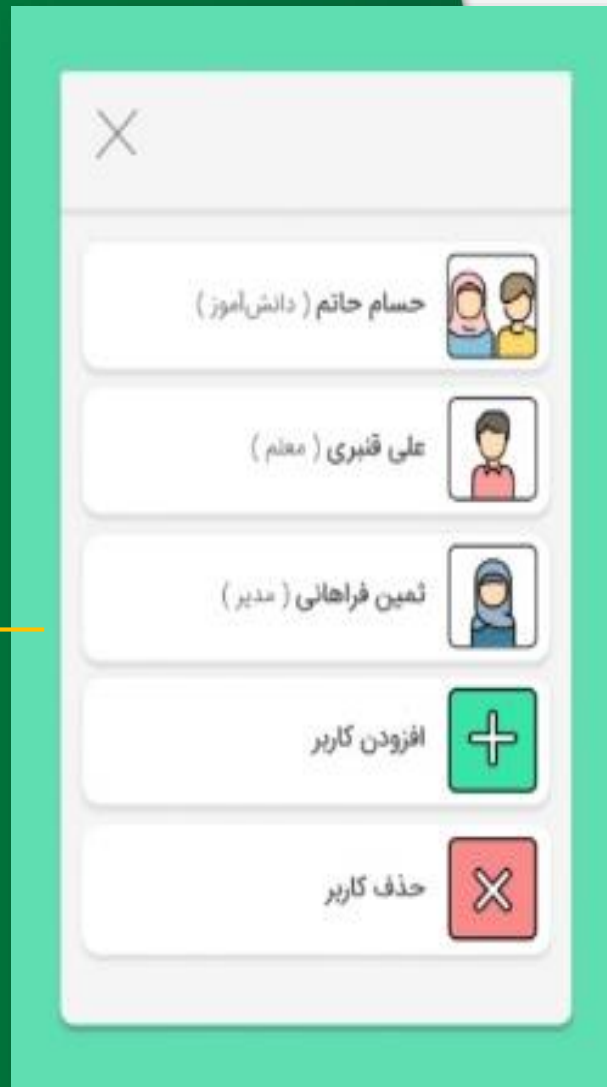 حسام حاتم ( دانش‌آموز )
علی قنبری ( معلم )
ثمین فراهانی ( مدیر )
افزودن کاربر
حذف کاربر